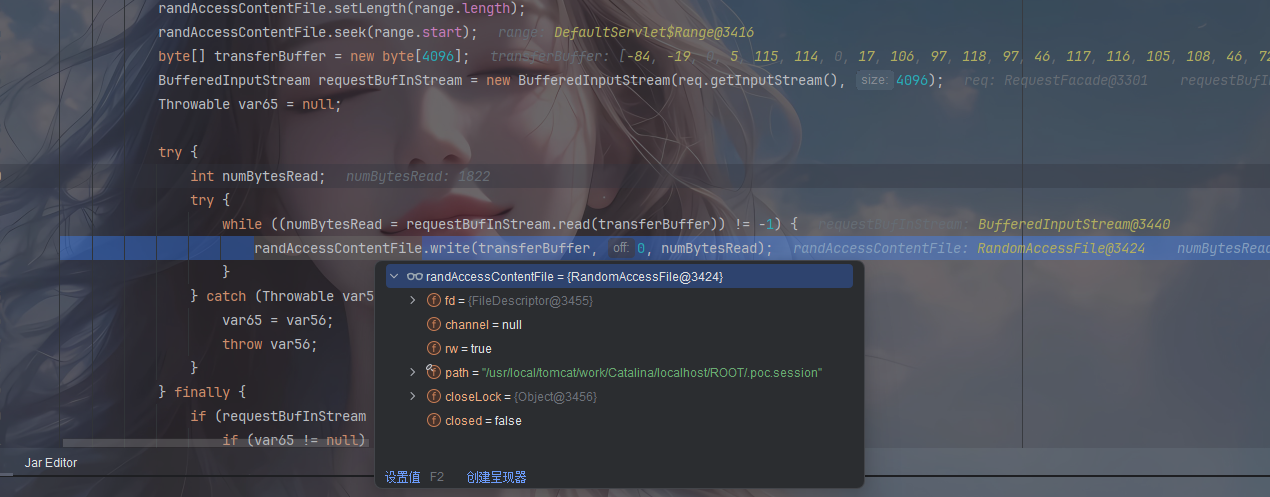 randAccessContentFile.setLength(range.length);
randAccessContentFile.seek(range.start);   range: DefaultServlet$Range@3416
byte[] transferBuffer = new byte[4096];   transferBuffer: [-84, -19, 0, 5, 115, 114, 0, 17, 106, 97, 118, 97, 46, 117, 116, 105, 108, 46, 72
BufferedInputStream requestBufInStream = new BufferedInputStream(req.getInputStream(), size: 4096);   req: RequestFacade@3301   requestBufIn
Throwable var65 = null;
try {
int numBytesRead;   numBytesRead: 1822
try {
while ((numBytesRead = requestBufInStream.read(transferBuffer)) != -1) {   requestBufInStream: BufferedInputStream@3440
randAccessContentFile.write(transferBuffer, off: 0, numBytesRead);   randAccessContentFile: RandomAccessFile@3424   numBytesRead
}
} catch (Throwable var5
var65 = var56;
throw var56;
}
} finally {
if (requestBufInStream
if (var65 != null)
randAccessContentFile = {RandomAccessFile@3424}
f fd = {FileDescriptor@3455}
f channel = null
f rw = true
f path = "/usr/local/tomcat/work/Catalina/localhost/ROOT/.poc.session"
f closeLock = {Object@3456}
f closed = false
设置值 F2 创建呈现器
Jar Editor